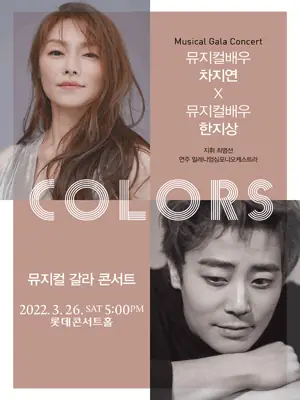 Musical Gala Concert
뮤지컬배우
차지연
X
뮤지컬배우
한지상
지휘 최영선
연주 밀레니엄심포니오케스트라
COLORS
뮤지컬 갈라 콘서트
2022. 3. 26. SAT 5:00PM
롯데콘서트홀